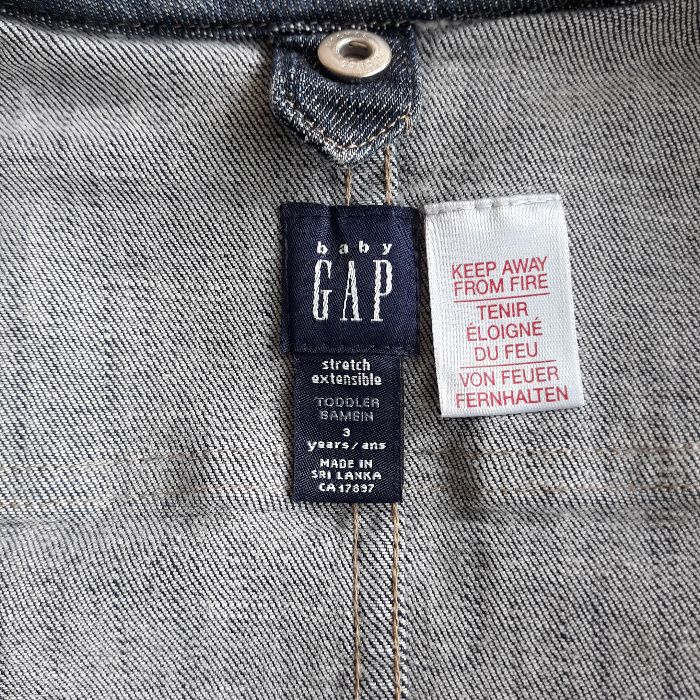 baby
GAP
stretch
extensible
TODDLER
BAMBIN
3
years/ans
MADE IN
SRI LANKA
CA 17897
KEEP AWAY
FROM FIRE
TENIR
ÉLOIGNÉ
DU FEU
VON FEUER
FERNHALTEN